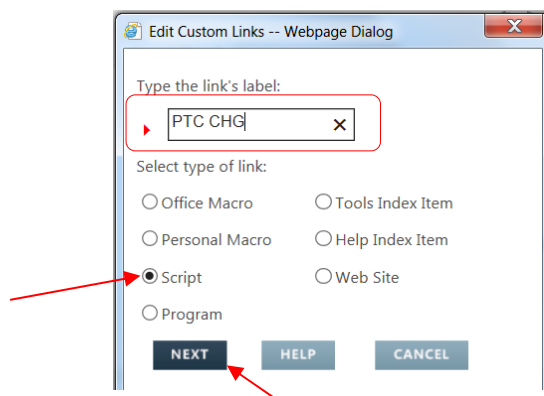 Edit Custom Links -- Webpage Dialog
Type the link's label:
PTC CHG
Select type of link:
Office Macro Tools Index Item
Personal Macro Help Index Item
Script Web Site
Program
NEXT HELP CANCEL